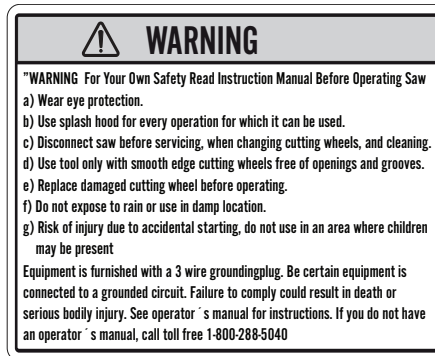 WARNING
"WARNING For Your Own Safety Read Instruction Manual Before Operating Saw
a) Wear eye protection.
b) Use splash hood for every operation for which it can be used.
c) Disconnect saw before servicing, when changing cutting wheels, and cleaning.
d) Use tool only with smooth edge cutting wheels free of openings and grooves.
e) Replace damaged cutting wheel before operating.
f) Do not expose to rain or use in damp location.
g) Risk of injury due to accidental starting, do not use in an area where children
may be present
Equipment is furnished with a 3 wire groundingplug. Be certain equipment is
connected to a grounded circuit. Failure to comply could result in death or
serious bodily injury. See operator ´ s manual for instructions. If you do not have
an operator ´ s manual, call toll free 1-800-288-5040